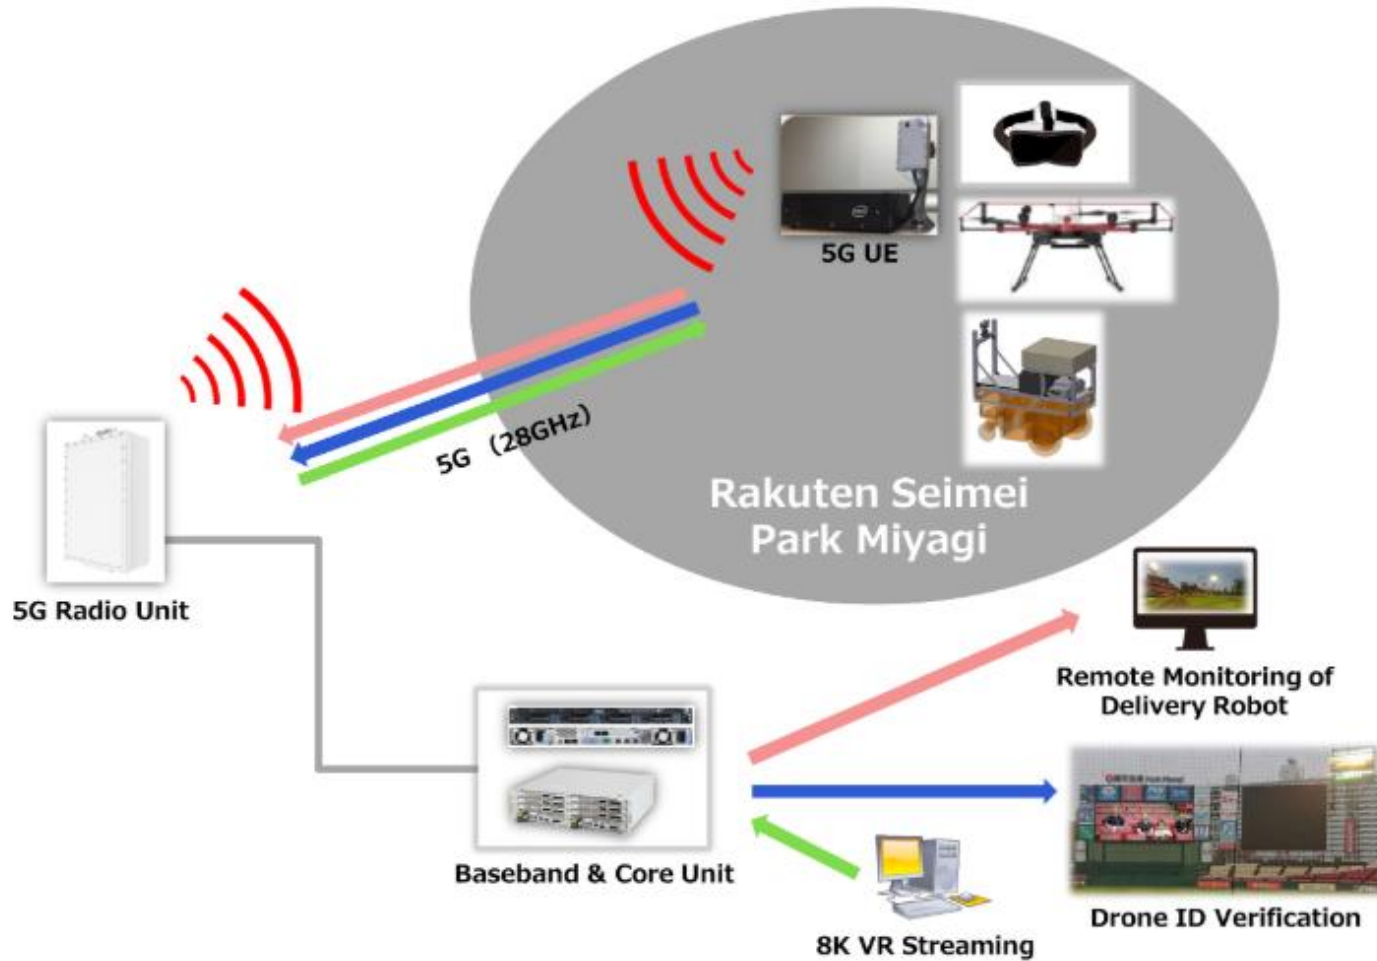 5G UE
5G （28GHz）
Rakuten Seimei
Park Miyagi
5G Radio Unit
Remote Monitoring of
Delivery Robot
Baseband & Core Unit
Drone ID Verification
8K VR Streaming